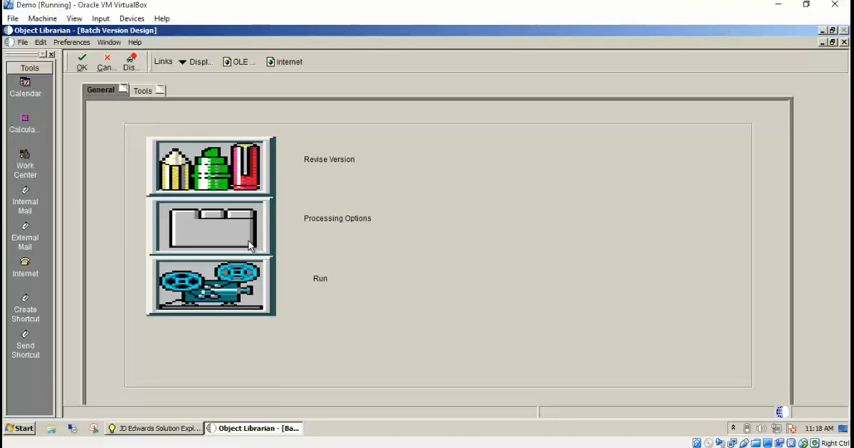 Demo [Running] - Oracle VM VirtualBox
File Machine View Input Devices Help
Object Librarian - [Batch Version Design]
File Edit Preferences Window Help
Tools
OK Can... Dis... Links Displ... OLE ... Internet
General Tools
Calendar
Calcula...
Work
Center
Internal
Mail
External
Mail
Internet
Create
Shortcut
Send
Shortcut
Revise Version
Processing Options
Run
Start JD Edwards Solution Expl... Object Librarian - [Ba... 11:18 AM
Right Ctrl